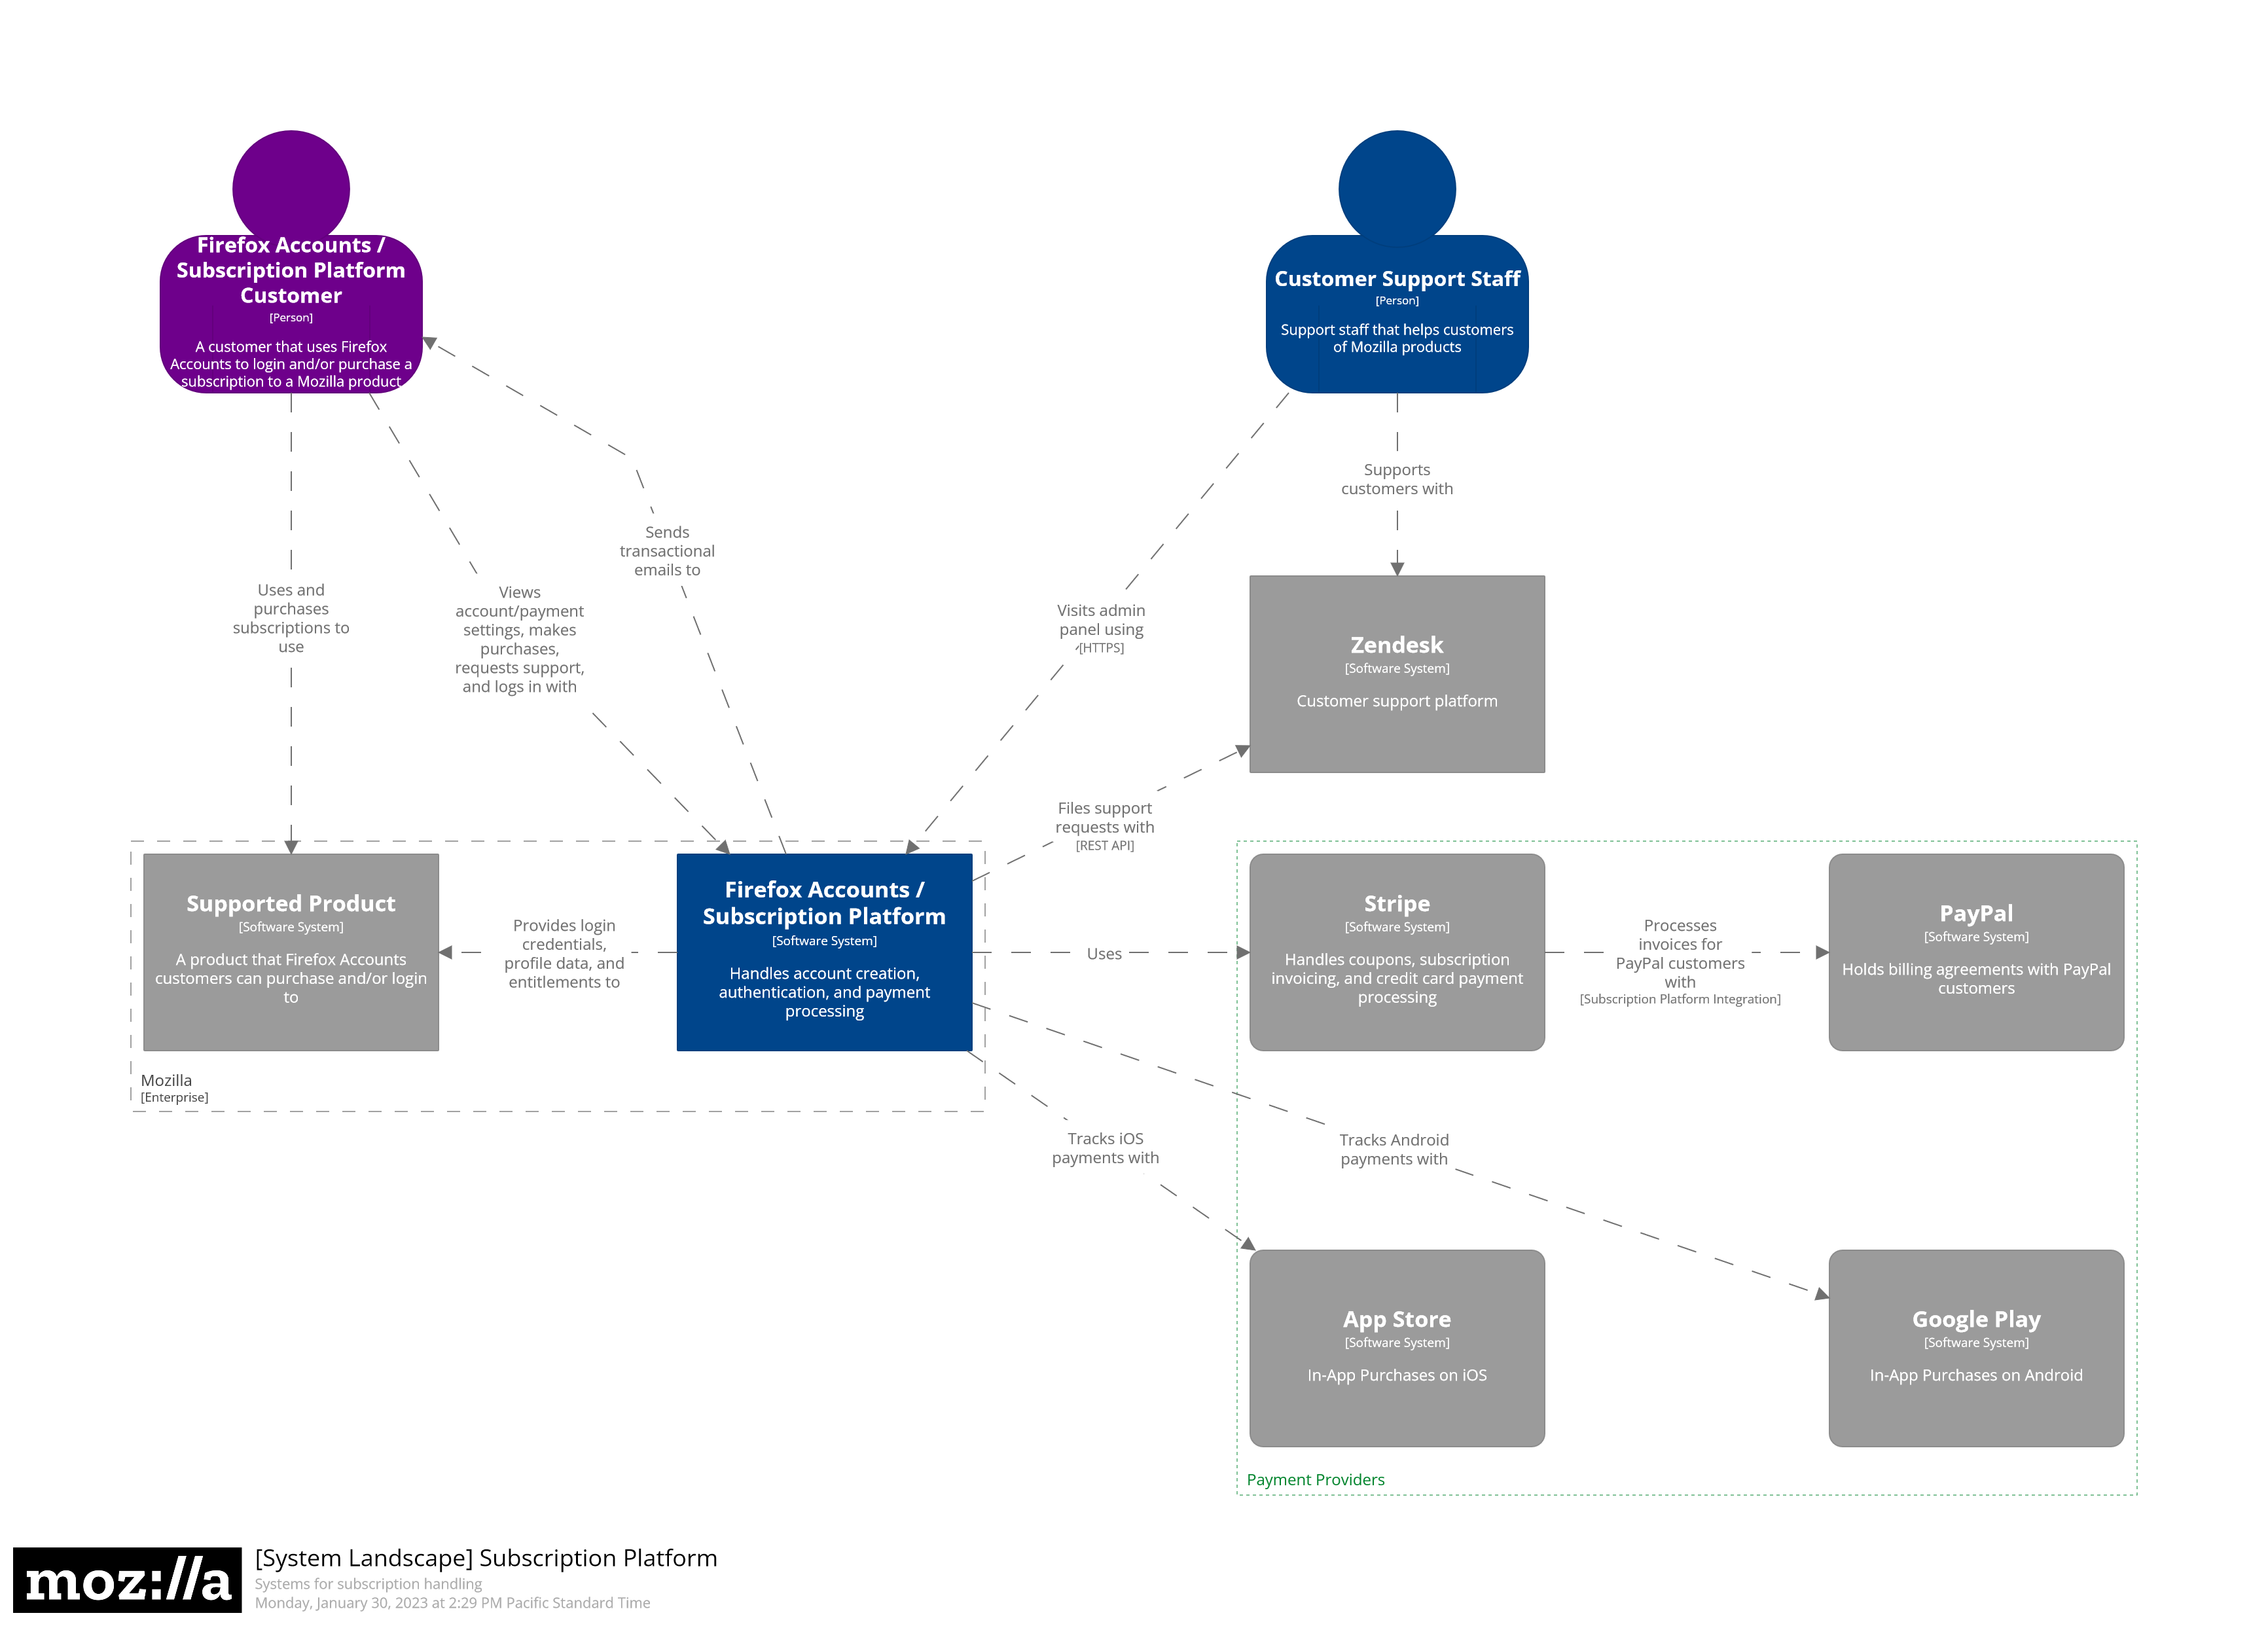 Firefox Accounts /
Subscription Platform
Customer
[Person]
A customer that uses Firefox
Accounts to login and/or purchase a
subscription to a Mozilla product
Customer Support Staff
[Person]
Support staff that helps customers
of Mozilla products
Supports
customers with
Sends
transactional
emails to
Uses and
purchases
subscriptions to
use
Views
account/payment
settings, makes
purchases,
requests support,
and logs in with
Visits admin
panel using
[HTTPS]
Zendesk
[Software System]
Customer support platform
Files support
requests with
[REST API]
Supported Product
[Software System]
A product that Firefox Accounts
customers can purchase and/or login
to
Provides login
credentials,
profile data, and
entitlements to
Firefox Accounts /
Subscription Platform
[Software System]
Handles account creation,
authentication, and payment
processing
Uses
Stripe
[Software System]
Handles coupons, subscription
invoicing, and credit card payment
processing
Processes
invoices for
PayPal customers
with
[Subscription Platform Integration]
PayPal
[Software System]
Holds billing agreements with PayPal
customers
Mozilla
[Enterprise]
Tracks iOS
payments with
Tracks Android
payments with
App Store
[Software System]
In-App Purchases on iOS
Google Play
[Software System]
In-App Purchases on Android
Payment Providers
moz://a
[System Landscape] Subscription Platform
Systems for subscription handling
Monday, January 30, 2023 at 2:29 PM Pacific Standard Time